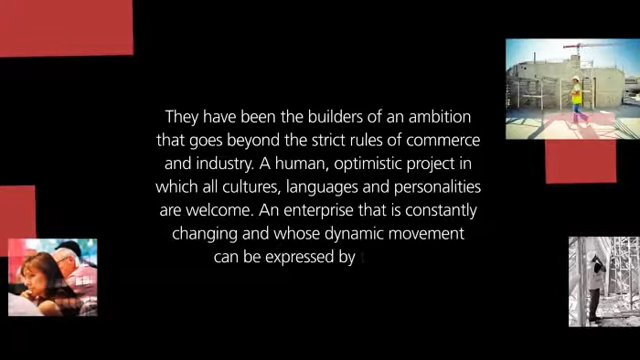 They have been the builders of an ambition
that goes beyond the strict rules of commerce
and industry. A human, optimistic project in
which all cultures, languages and personalities
are welcome. An enterprise that is constantly
changing and whose dynamic movement
can be expressed by